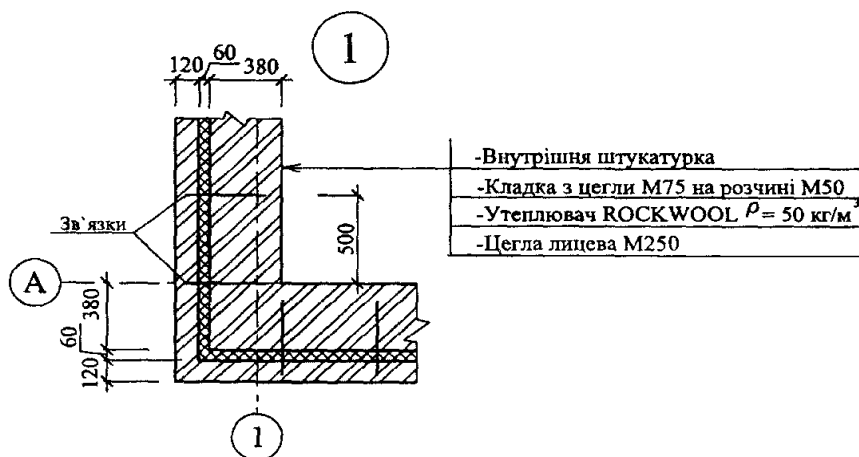 1
120 60 380
-Внутрішня штукатурка
-Кладка з цегли М75 на розчині М50
-Утеплювач ROCKWOOL ρ = 50 кг/м³
-Цегла лицева М250
Зв`язки
500
А
380
60
120
1